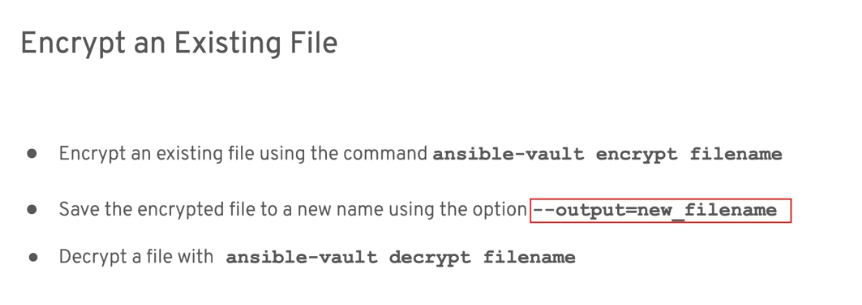 Encrypt an Existing File
● Encrypt an existing file using the command ansible-vault encrypt filename
● Save the encrypted file to a new name using the option --output=new_filename
● Decrypt a file with ansible-vault decrypt filename